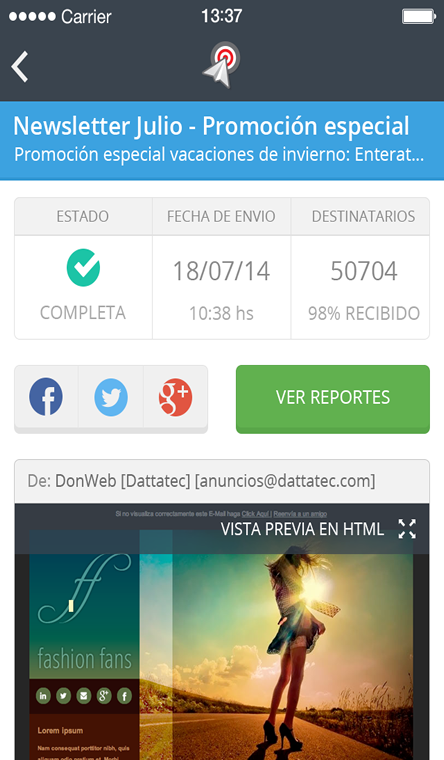 Carrier
13:37
Newsletter Julio - Promoción especial
Promoción especial vacaciones de invierno: Enterat...
ESTADO
FECHA DE ENVIO
DESTINATARIOS
18/07/14
50704
COMPLETA
10:38 hs
98% RECIBIDO
VER REPORTES
De: DonWeb [Dattatec] [anuncios@dattatec.com]
Si no visualiza correctamente este E-Mail haga Click Aquí | Reenvía a un amigo
VISTA PREVIA EN HTML
ff
fashion fans
Lorem ipsum
Nam consequat porttitor nibh, quis